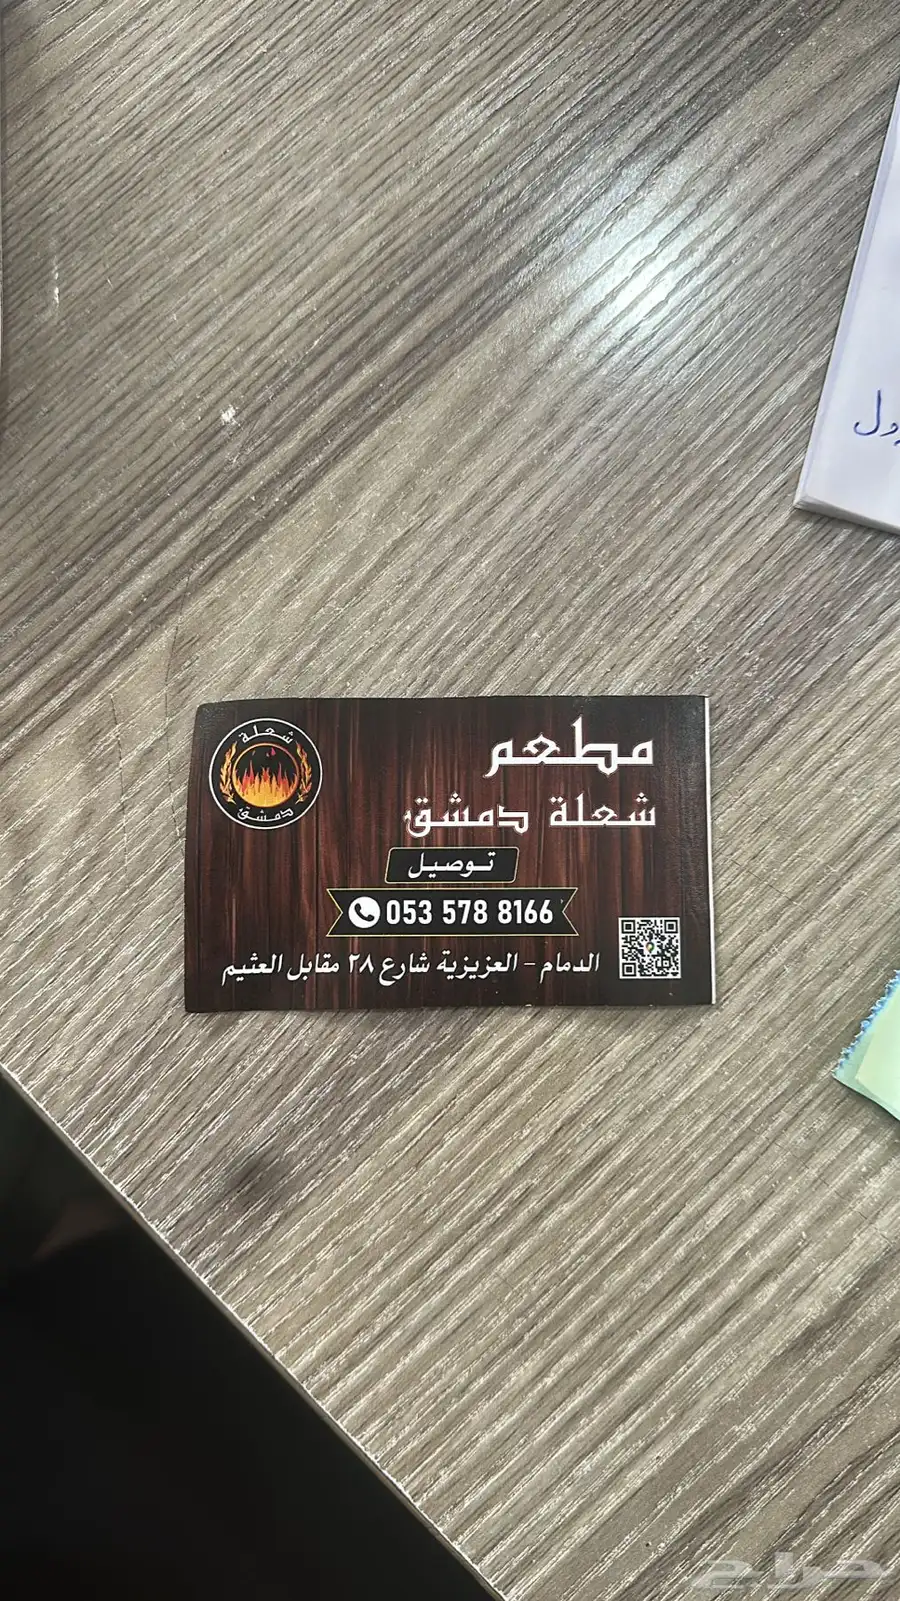 مطعم
شعلة دمشق
توصيل
053 578 8166
الدمام - العزيزية شارع ٢٨ مقابل العثيم
شعلة
دمشق
حراج